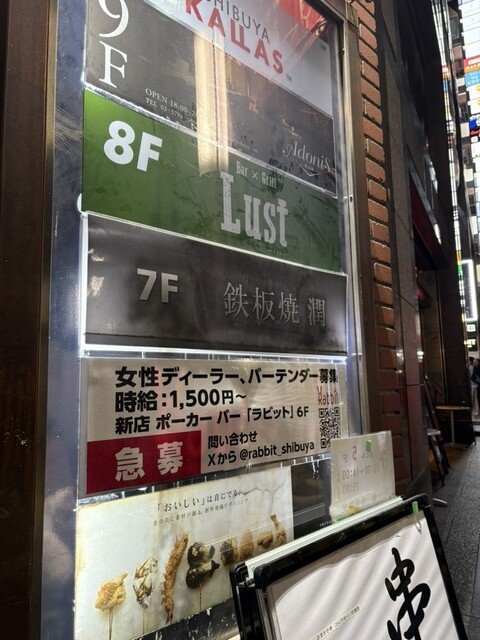 SHIBUYA
KALLAS
9F
OPEN 18:00
AdoniS
8F
Bar × Grill
Lust
7F
鉄板焼 潤
女性ディーラー、バーテンダー募集
時給：1,500円～
新店 ポーカー バー「ラビット」6F
Rabbit
急募
問い合わせ
Xから@rabbit_shibuya
「おいしい」は音にでる。
串